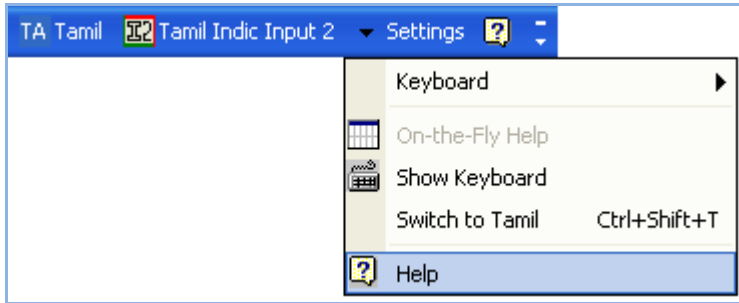 TA Tamil I2 Tamil Indic Input 2 Settings ?
Keyboard
On-the-Fly Help
Show Keyboard
Switch to Tamil Ctrl+Shift+T
? Help